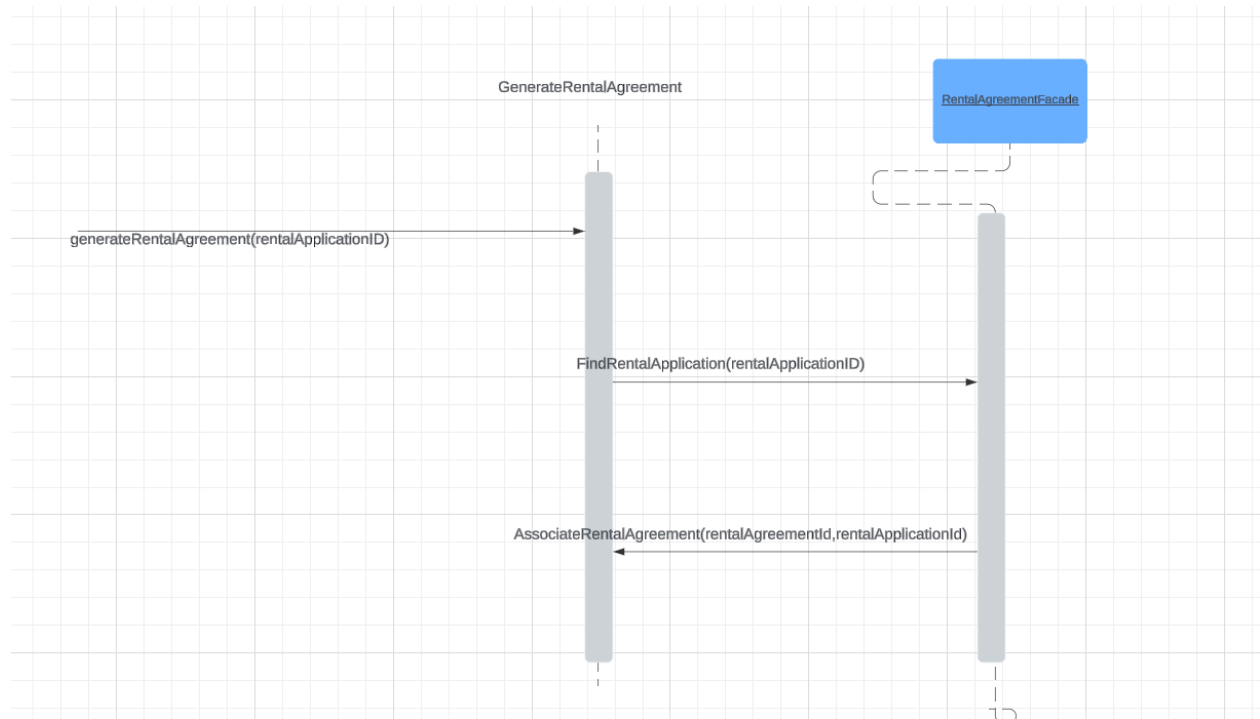 GenerateRentalAgreement
RentalAgreementFacade
generateRentalAgreement(rentalApplicationID)
FindRentalApplication(rentalApplicationID)
AssociateRentalAgreement(rentalAgreementId,rentalApplicationId)